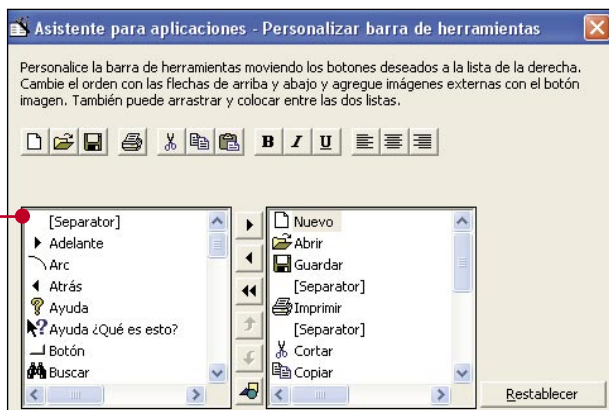 Asistente para aplicaciones - Personalizar barra de herramientas
Personalice la barra de herramientas moviendo los botones deseados a la lista de la derecha.
Cambie el orden con las flechas de arriba y abajo y agregue imágenes externas con el botón
imagen. También puede arrastrar y colocar entre las dos listas.
B I U
[Separator]
Adelante
Arc
Atrás
Ayuda
Ayuda ¿Qué es esto?
Botón
Buscar
Nuevo
Abrir
Guardar
[Separator]
Imprimir
[Separator]
Cortar
Copiar
Restablecer